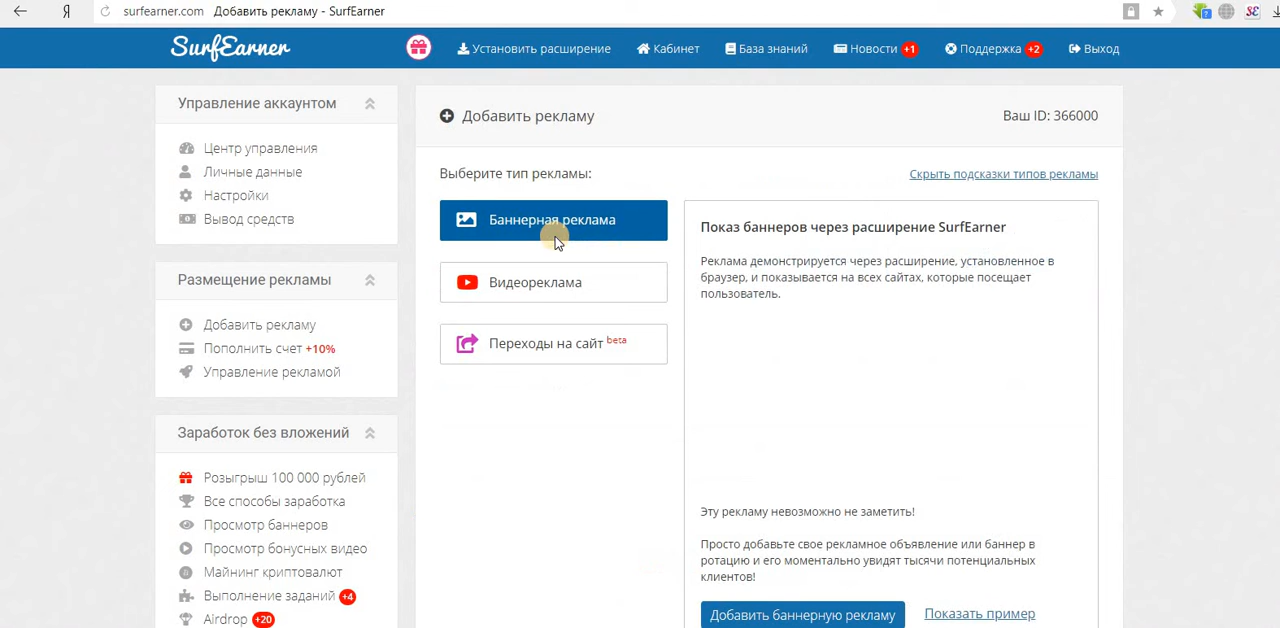 Я surfearner.com Добавить рекламу - SurfEarner
SurfEarner Установить расширение Кабинет База знаний Новости +1 Поддержка +2 Выход
Управление аккаунтом
Центр управления
Личные данные
Настройки
Вывод средств
Размещение рекламы
Добавить рекламу
Пополнить счет +10%
Управление рекламой
Заработок без вложений
Розыгрыш 100 000 рублей
Все способы заработка
Просмотр баннеров
Просмотр бонусных видео
Майнинг криптовалют
Выполнение заданий +4
Airdrop +20
Добавить рекламу Ваш ID: 366000
Выберите тип рекламы: Скрыть подсказки типов рекламы
Баннерная реклама
Видеореклама
Переходы на сайт beta
Показ баннеров через расширение SurfEarner
Реклама демонстрируется через расширение, установленное в
браузер, и показывается на всех сайтах, которые посещает
пользователь.
Эту рекламу невозможно не заметить!
Просто добавьте свое рекламное объявление или баннер в
ротацию и его моментально увидят тысячи потенциальных
клиентов!
Добавить баннерную рекламу Показать пример